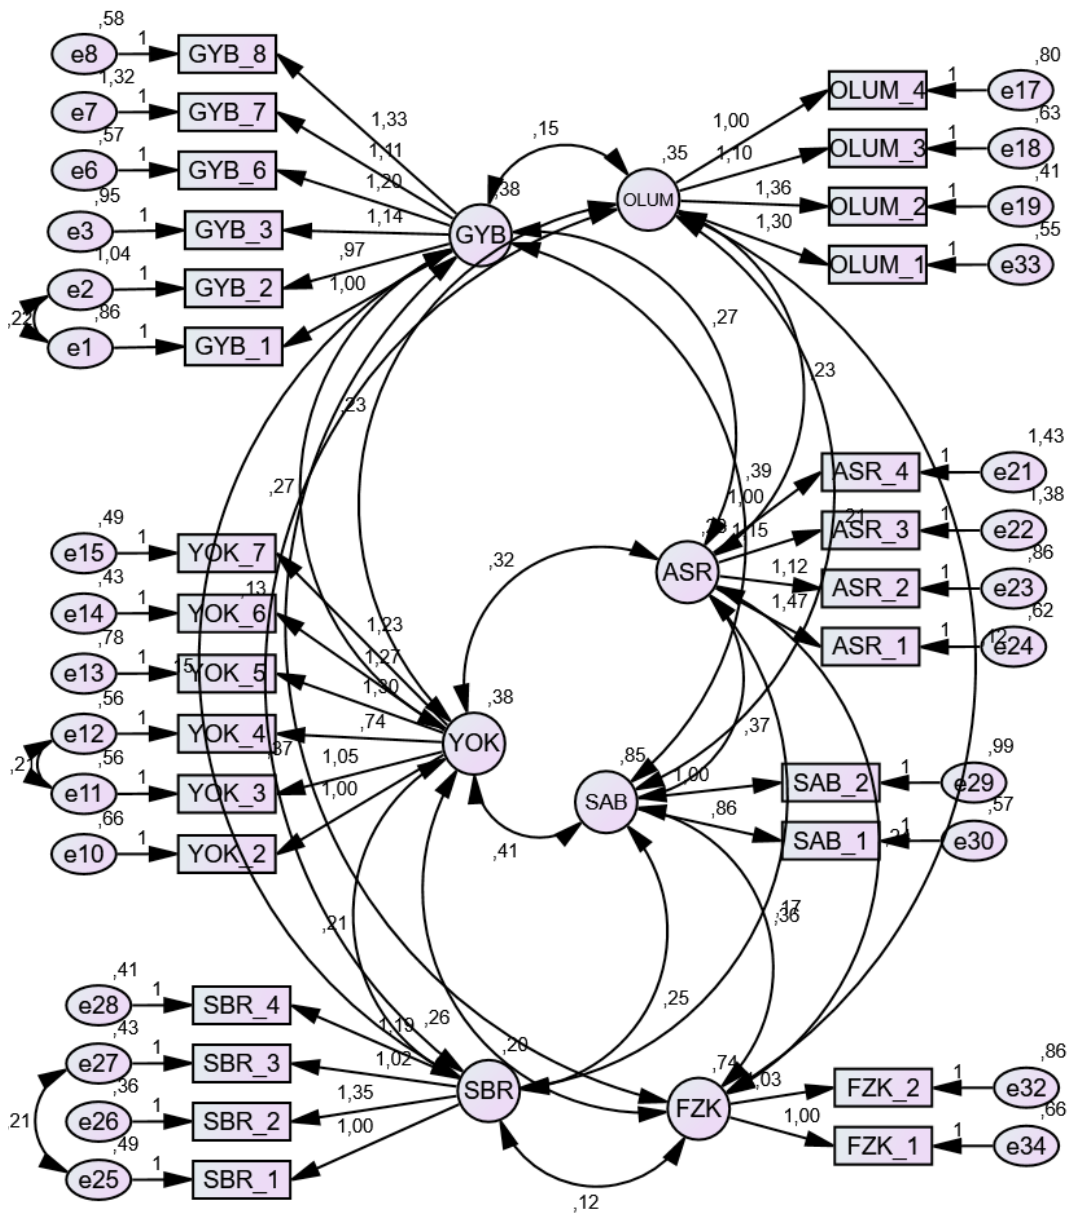 ,58
e8 1 GYB_8
1,32
e7 1 GYB_7
,57
e6 1 GYB_6
,95
e3 1 GYB_3
1,04
e2 1 GYB_2
,22
,86
e1 1 GYB_1
1,33
1,11
1,20
1,14
,97
1,00
GYB
,38
,15
,35
OLUM
1,00
1,10
1,36
1,30
,80
OLUM_4 1 e17
,63
OLUM_3 1 e18
,41
OLUM_2 1 e19
,55
OLUM_1 1 e33
,27
,23
,23
,27
,39
1,00
1,15
1,12
1,47
ASR
,21
1,43
ASR_4 1 e21
1,38
ASR_3 1 e22
,86
ASR_2 1 e23
,62
ASR_1 1 e24
,12
,32
,49
e15 1 YOK_7
,43
e14 1 YOK_6
,13
,78
e13 1 YOK_5
,15
,56
e12 1 YOK_4
,37
,21
,56
e11 1 YOK_3
,66
e10 1 YOK_2
1,23
1,27
1,30
,74
1,05
1,00
,38
YOK
,37
,85
SAB
1,00
,86
,41
,99
SAB_2 1 e29
,57
SAB_1 1 e30
,17
,36
,21
,25
,26
,20
,41
e28 1 SBR_4
,43
e27 1 SBR_3
,36
e26 1 SBR_2
,21
,49
e25 1 SBR_1
1,19
1,02
1,35
1,00
SBR
,74
FZK
1,03
1,00
,86
FZK_2 1 e32
,66
FZK_1 1 e34
,12